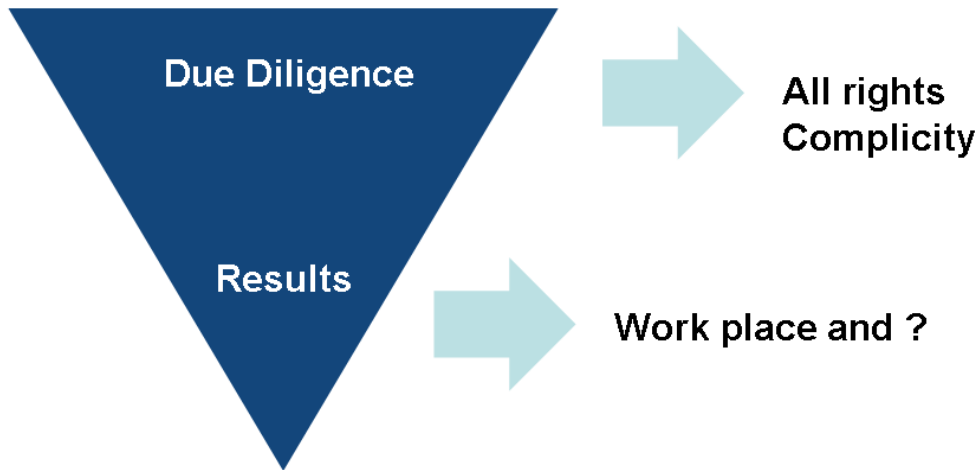 Due Diligence
All rights
Complicity
Results
Work place and ?